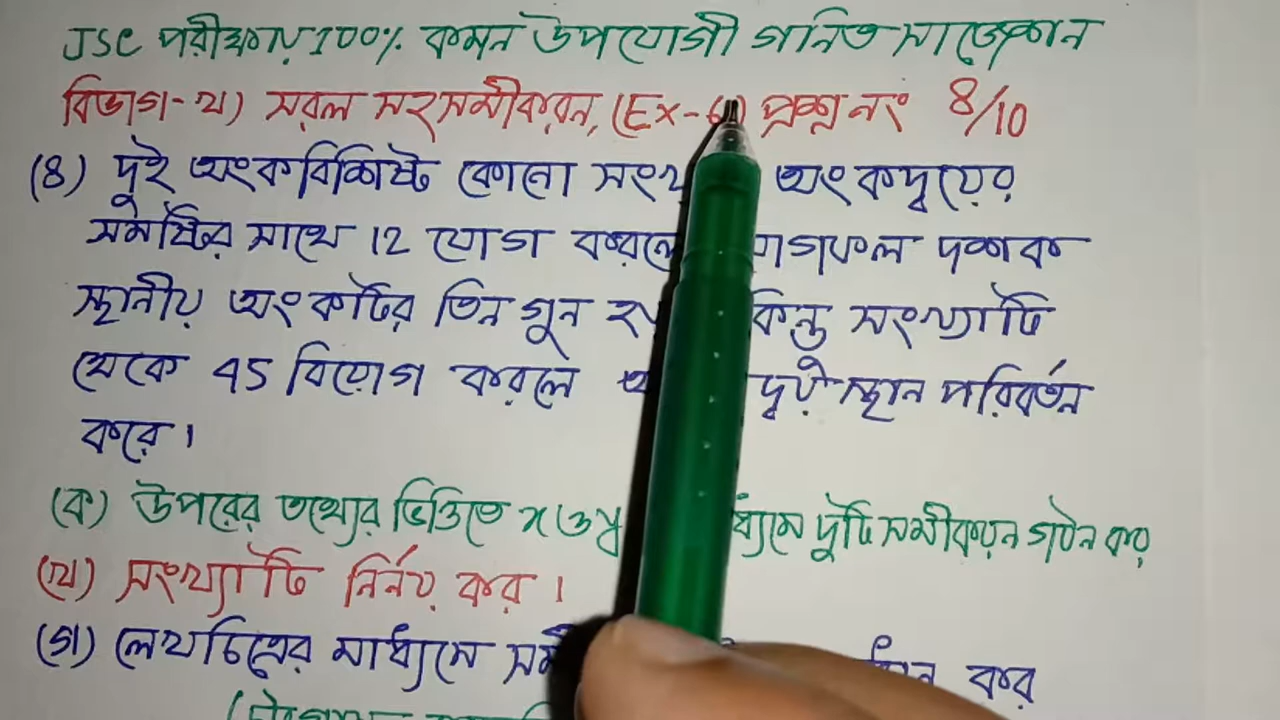 JSC পরীক্ষায় 100% কমন উপযোগী গনিত সাজেশান
বিভাগ-খ) সরল সহসমীকরন, (Ex-6) প্রশ্ন নং 8/10
(8) দুই অংকবিশিষ্ট কোনো অংকদ্বয়ের
সমষ্টির সাথে 12 যোগ করলে দশক
স্থানীয় অংকটির তিন গুন কিন্তু সংখ্যাটি
থেকে 45 বিয়োগ করলে স্থান পরিবর্তন
করে।
(ক) উপরের তথ্যের ভিত্তিতে x ও y দুটি সমীকরন গঠন কর
(খ) সংখ্যাটি নির্নয় কর।
(গ) লেখচিত্রের মাধ্যমে কর